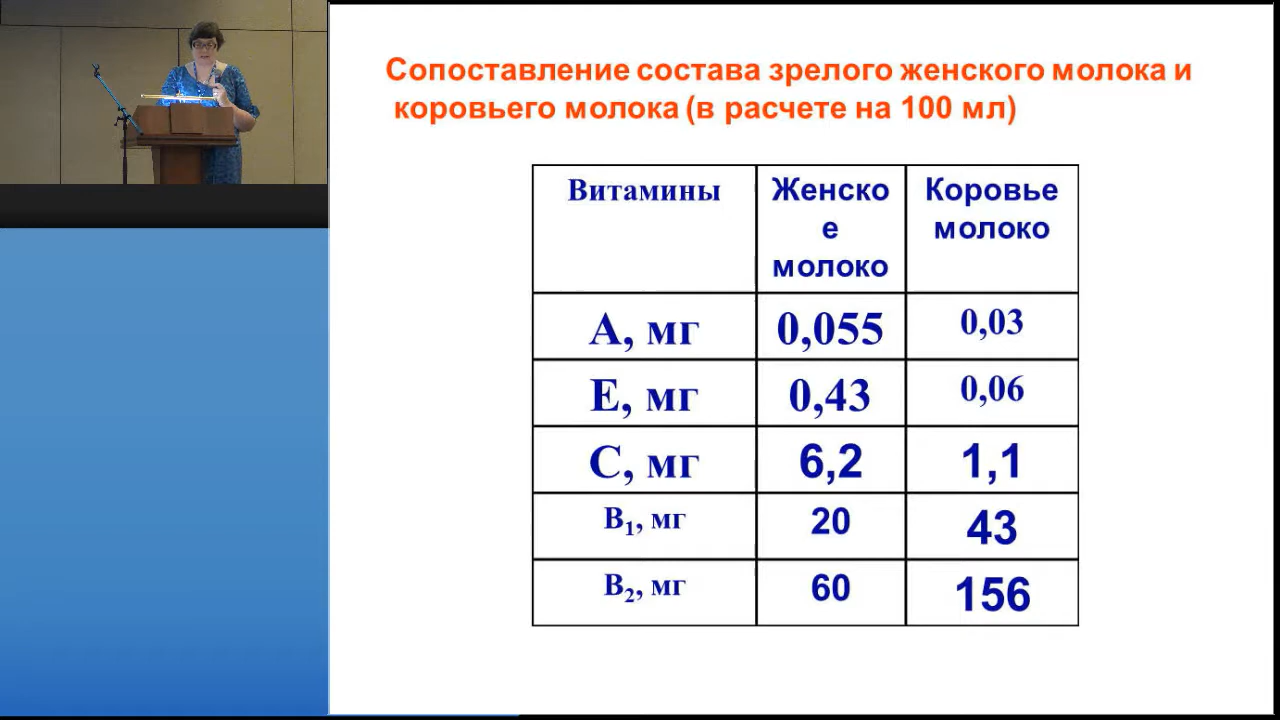 Сопоставление состава зрелого женского молока и
коровьего молока (в расчете на 100 мл)
Витамины
Женско
е
молоко
Коровье
молоко
А, мг
0,055
0,03
Е, мг
0,43
0,06
С, мг
6,2
1,1
В₁, мг
20
43
В₂, мг
60
156